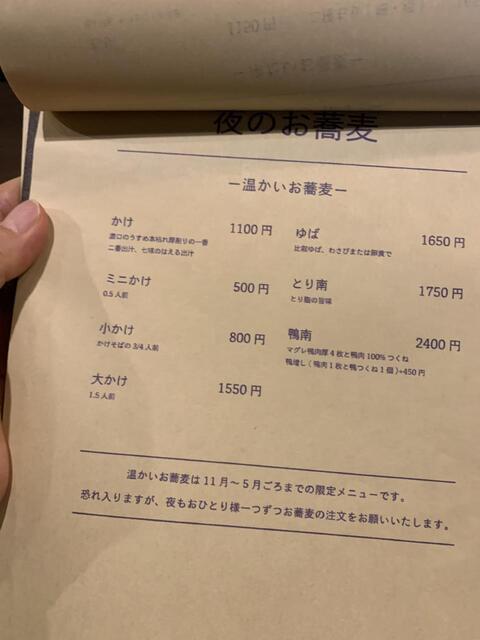 夜のお蕎麦
ー温かいお蕎麦ー
かけ 1100円
濃口のうすめ本枯れ厚削りの一番
二番出汁、七味のはえる出汁
ミニかけ 500円
0.5人前
小かけ 800円
かけそばの3/4人前
大かけ 1550円
1.5人前
ゆば 1650円
比叡ゆば、わさびまたは卵食で
とり南 1750円
とり脂の旨味
鴨南 2400円
マグレ鴨肉厚4枚と鴨肉100%つくね
鴨増し(鴨肉1枚と鴨つくね1個)+450円
温かいお蕎麦は11月〜5月ごろまでの限定メニューです。
恐れ入りますが、夜もおひとり様一つずつお蕎麦の注文をお願いいたします。